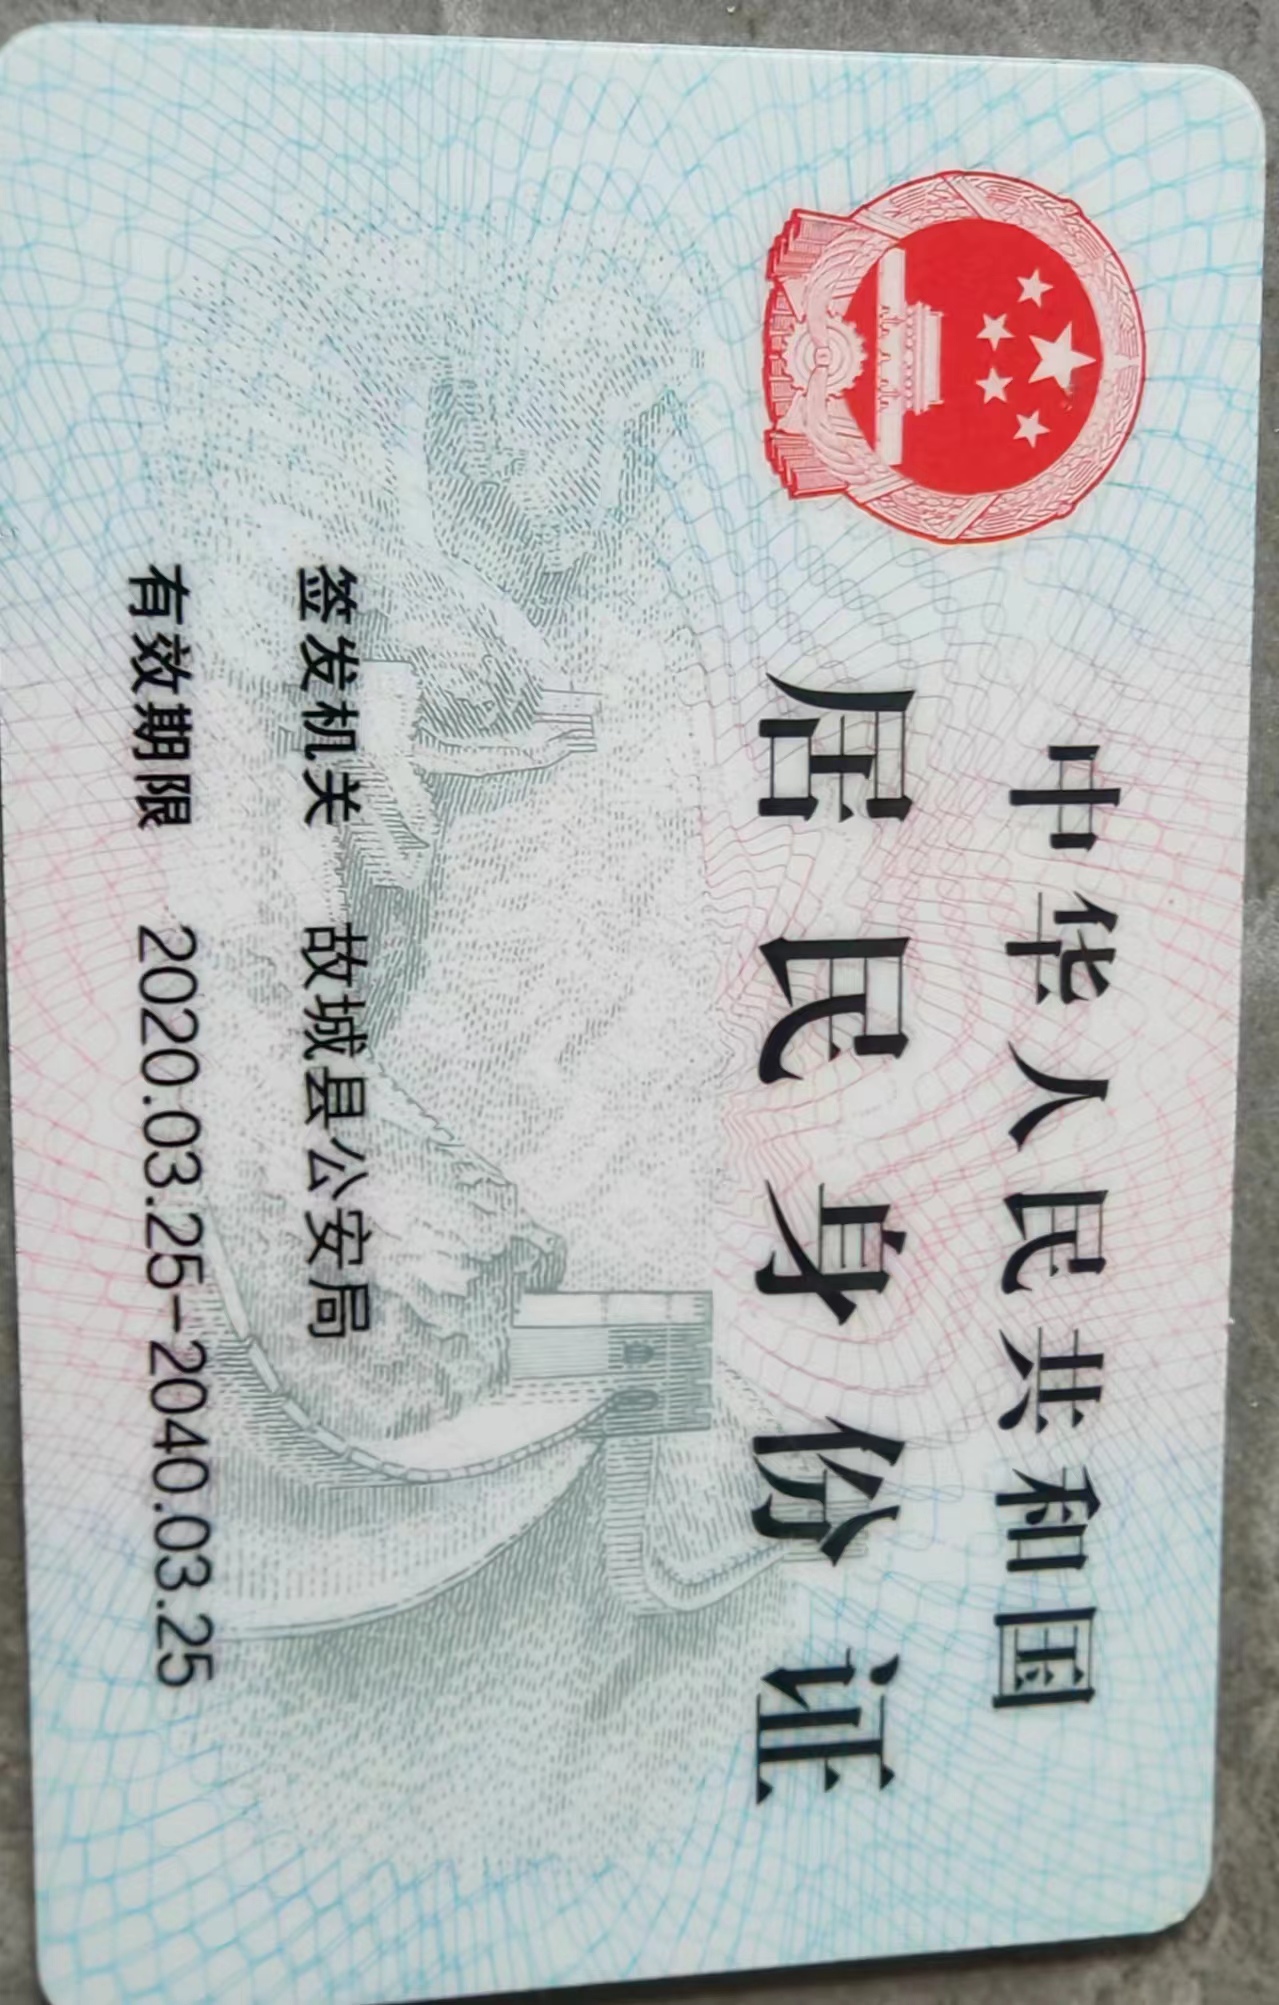 中华人民共和国
居民身份证
签发机关 故城县公安局
有效期限 2020.03.25-2040.03.25